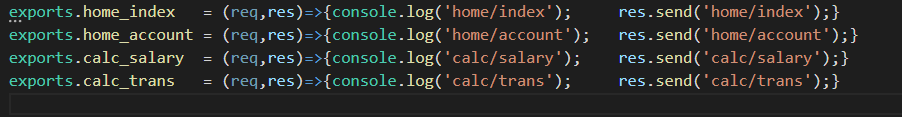 exports.home_index   = (req,res)=>{console.log('home/index');     res.send('home/index');}
exports.home_account = (req,res)=>{console.log('home/account');   res.send('home/account');}
exports.calc_salary  = (req,res)=>{console.log('calc/salary');    res.send('calc/salary');}
exports.calc_trans   = (req,res)=>{console.log('calc/trans');     res.send('calc/trans');}